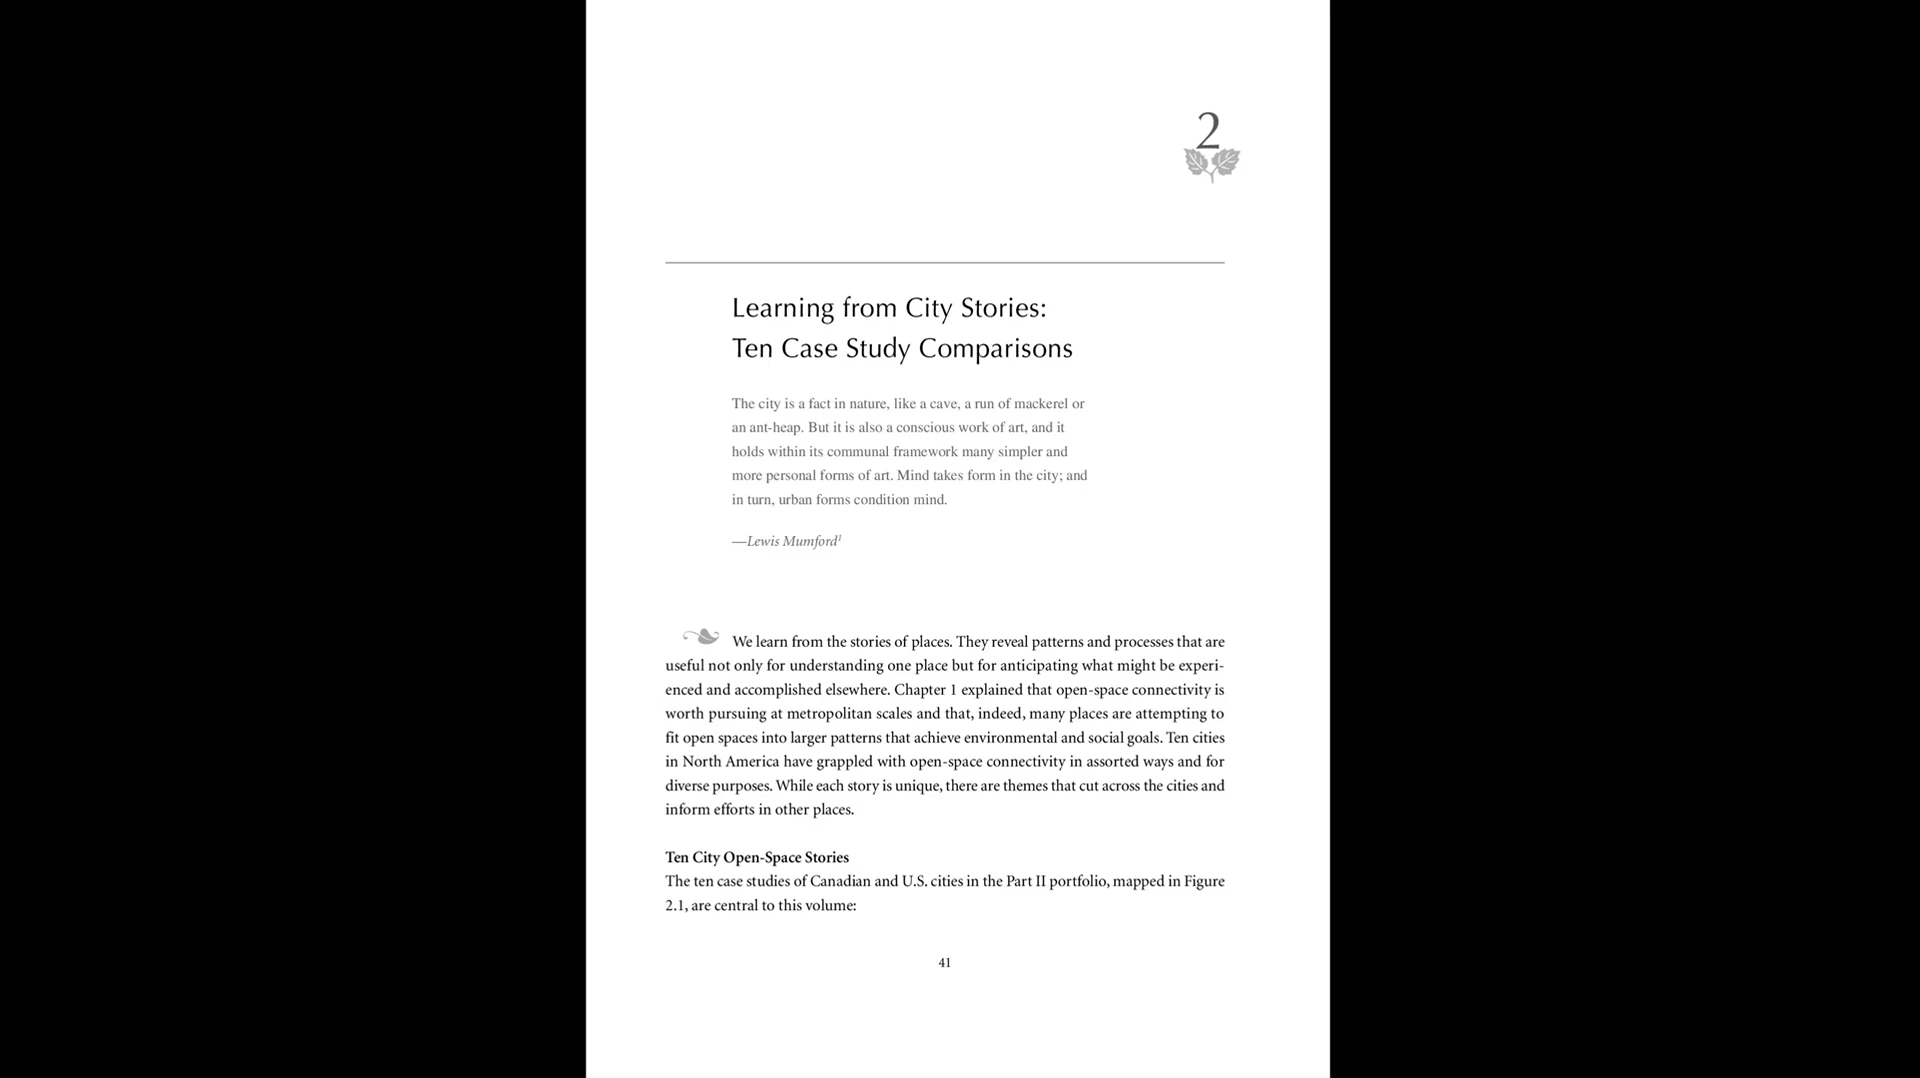 2
Learning from City Stories:
Ten Case Study Comparisons
The city is a fact in nature, like a cave, a run of mackerel or
an ant-heap. But it is also a conscious work of art, and it
holds within its communal framework many simpler and
more personal forms of art. Mind takes form in the city; and
in turn, urban forms condition mind.
—Lewis Mumford1
We learn from the stories of places. They reveal patterns and processes that are
useful not only for understanding one place but for anticipating what might be experi-
enced and accomplished elsewhere. Chapter 1 explained that open-space connectivity is
worth pursuing at metropolitan scales and that, indeed, many places are attempting to
fit open spaces into larger patterns that achieve environmental and social goals. Ten cities
in North America have grappled with open-space connectivity in assorted ways and for
diverse purposes. While each story is unique, there are themes that cut across the cities and
inform efforts in other places.
Ten City Open-Space Stories
The ten case studies of Canadian and U.S. cities in the Part II portfolio, mapped in Figure
2.1, are central to this volume:
41